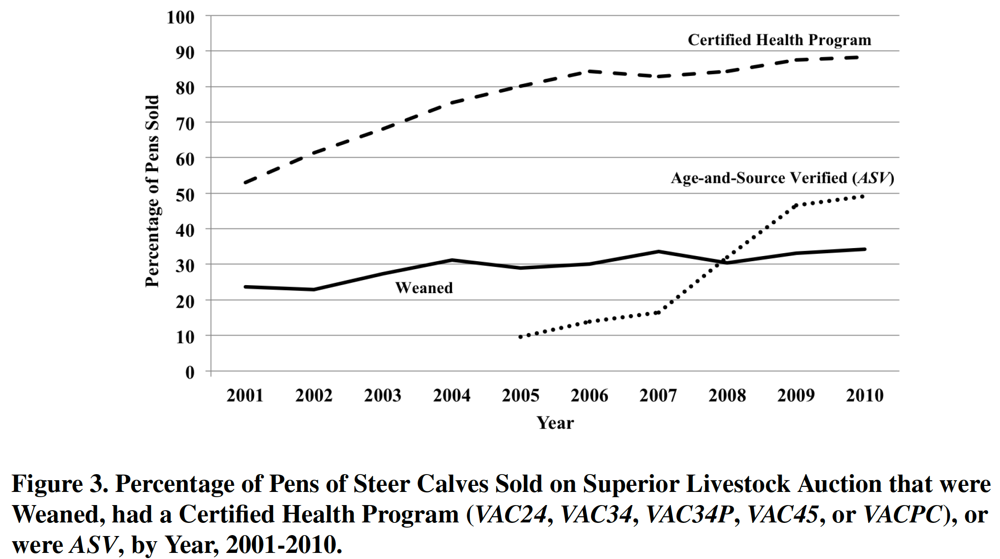 100
Certified Health Program
90
80
70
60
Age-and-Source Verified (ASV)
50
40
30
Weaned
20
10
0
Percentage of Pens Sold
2001 2002 2003 2004 2005 2006 2007 2008 2009 2010
Year
Figure 3. Percentage of Pens of Steer Calves Sold on Superior Livestock Auction that were
Weaned, had a Certified Health Program (VAC24, VAC34, VAC34P, VAC45, or VACPC), or
were ASV, by Year, 2001-2010.